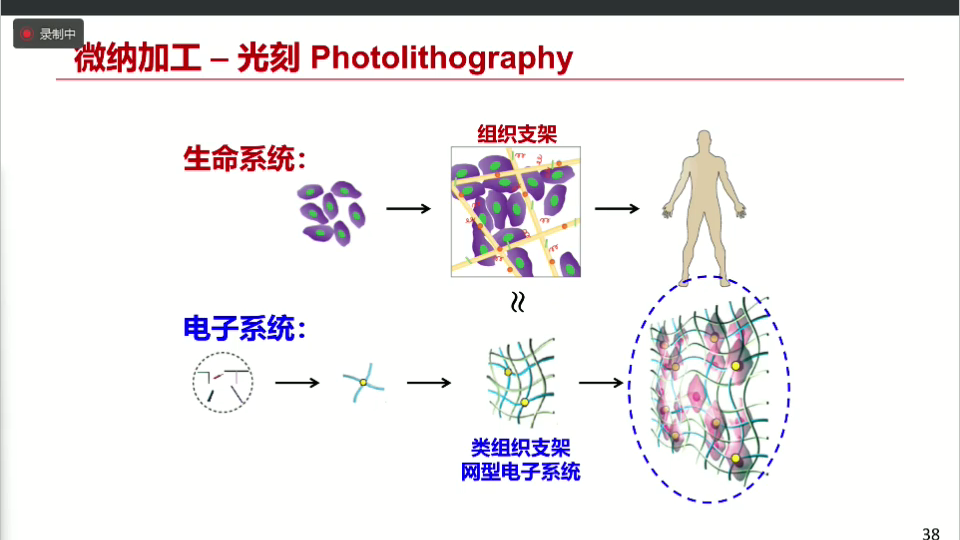 录制中
微纳加工 – 光刻 Photolithography
组织支架
生命系统：
≈
电子系统：
类组织支架
网型电子系统
38